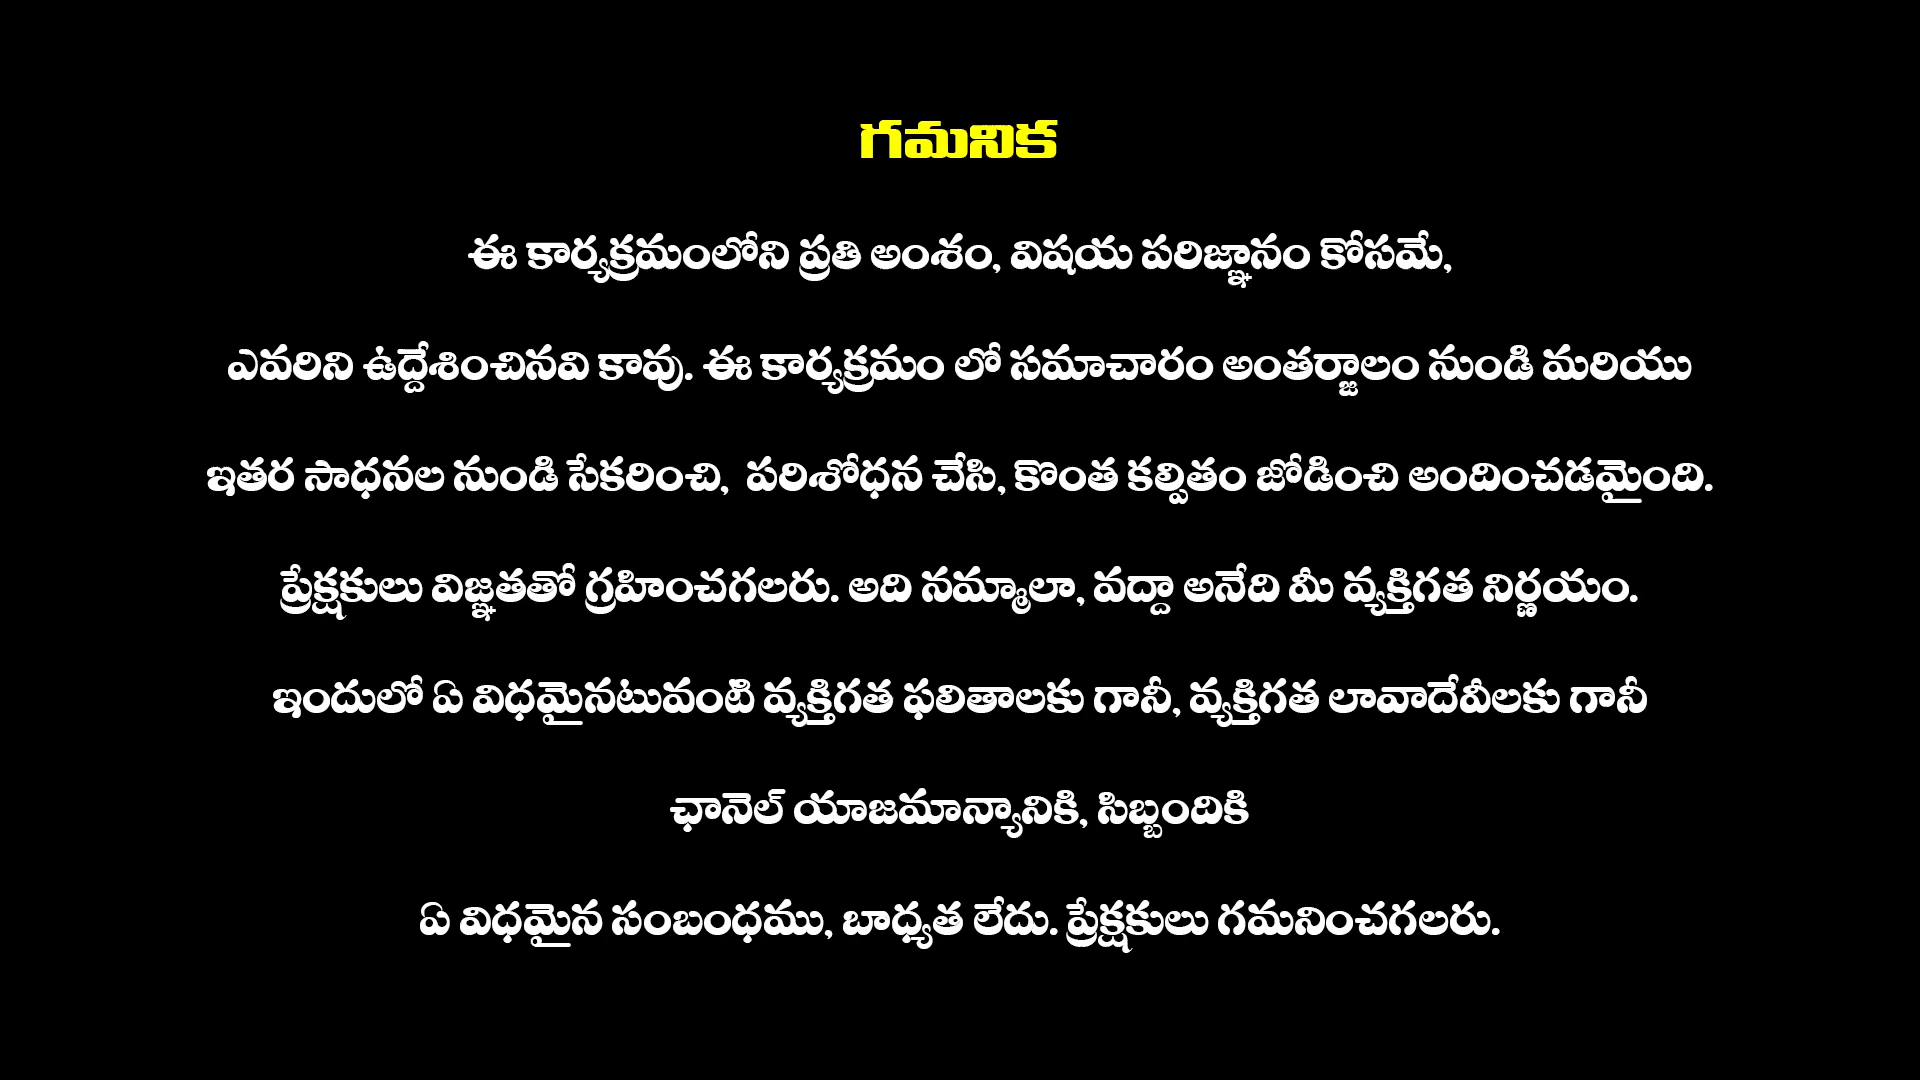 గమనిక
ఈ కార్యక్రమంలోని ప్రతి అంశం, విషయ పరిజ్ఞానం కోసమే,
ఎవరిని ఉద్దేశించినవి కావు. ఈ కార్యక్రమం లో సమాచారం అంతర్జాలం నుండి మరియు
ఇతర సాధనల నుండి సేకరించి, పరిశోధన చేసి, కొంత కల్పితం జోడించి అందించడమైంది.
ప్రేక్షకులు విజ్ఞతతో గ్రహించగలరు. అది నమ్మాలా, వద్దా అనేది మీ వ్యక్తిగత నిర్ణయం.
ఇందులో ఏ విధమైనటువంటి వ్యక్తిగత ఫలితాలకు గానీ, వ్యక్తిగత లావాదేవీలకు గానీ
ఛానెల్ యాజమాన్యానికి, సిబ్బందికి
ఏ విధమైన సంబంధము, బాధ్యత లేదు. ప్రేక్షకులు గమనించగలరు.